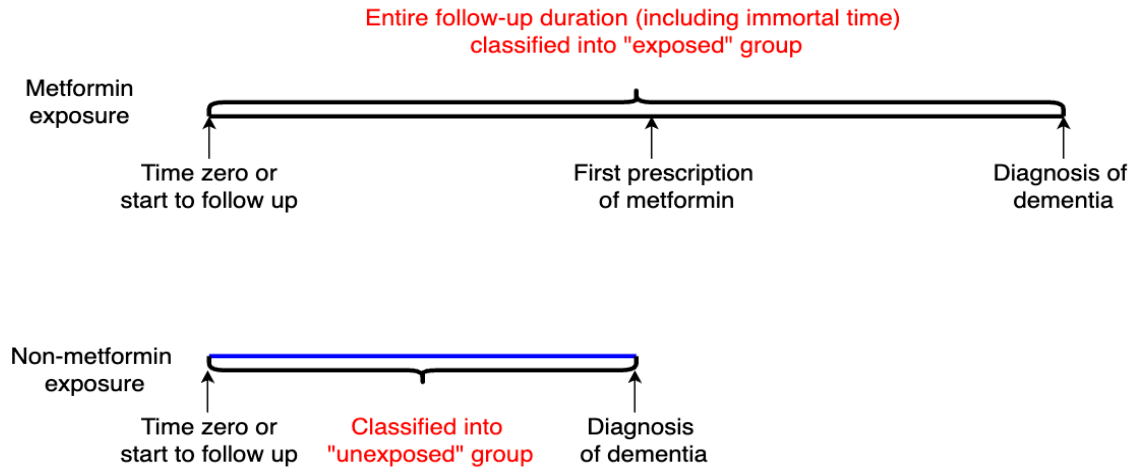 Entire follow-up duration (including immortal time)
classified into "exposed" group
Metformin
exposure
Time zero or
start to follow up
First prescription
of metformin
Diagnosis of
dementia
Non-metformin
exposure
Time zero or
start to follow up
Classified into
"unexposed" group
Diagnosis
of dementia